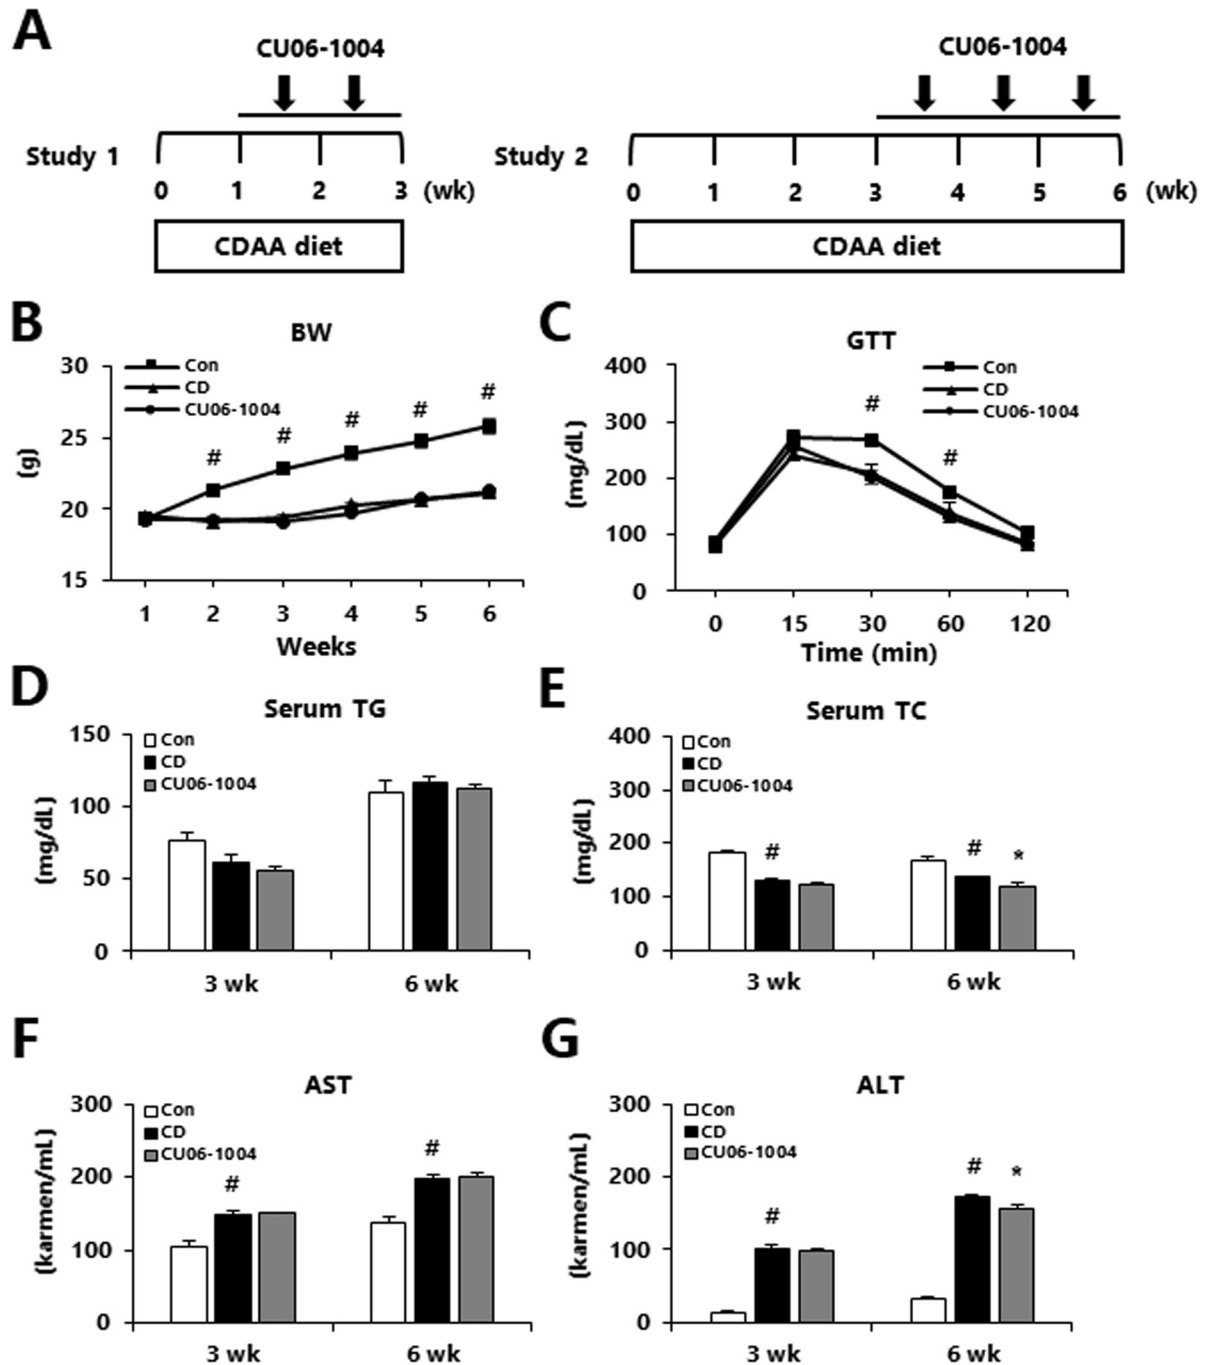 A
CU06-1004
CU06-1004
Study 1
0 1 2 3 (wk)
CDAA diet
Study 2
0 1 2 3 4 5 6 (wk)
CDAA diet
B
BW
Con
CD
CU06-1004
(g)
30
25
20
15
# # # # #
1 2 3 4 5 6
Weeks
C
GTT
Con
CD
CU06-1004
(mg/dL)
400
300
200
100
0
# #
0 15 30 60 120
Time (min)
D
Serum TG
Con
CD
CU06-1004
(mg/dL)
150
100
50
0
3 wk 6 wk
E
Serum TC
Con
CD
CU06-1004
(mg/dL)
400
300
200
100
0
# # *
3 wk 6 wk
F
AST
Con
CD
CU06-1004
(karmen/mL)
300
200
100
0
# #
3 wk 6 wk
G
ALT
Con
CD
CU06-1004
(karmen/mL)
300
200
100
0
# # *
3 wk 6 wk